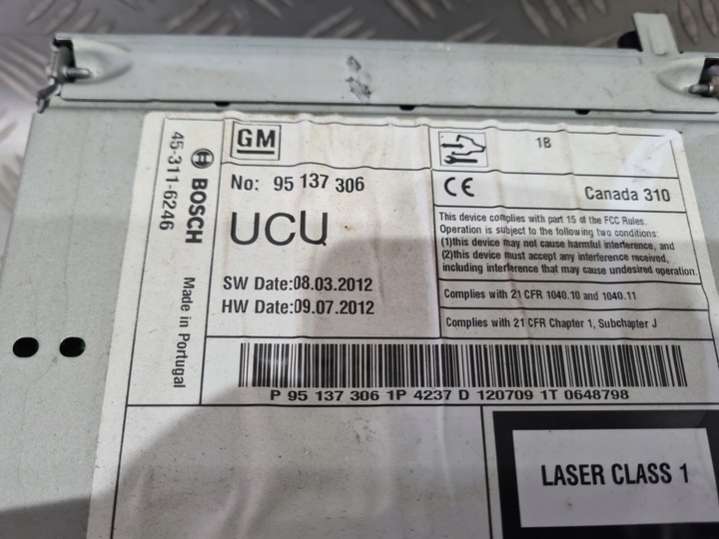 45-311-6246
BOSCH
Made in Portugal
GM
No: 95 137 306
UCU
SW Date:08.03.2012
HW Date:09.07.2012
1B
CE
Canada 310
This device complies with part 15 of the FCC Rules.
Operation is subject to the following two conditions:
(1)this device may not cause harmful interference, and
(2)this device must accept any interference received,
including interference that may cause undesired operation.
Complies with 21 CFR 1040.10 and 1040.11
Complies with 21 CFR Chapter 1, Subchapter J
P 95 137 306 1P 4237 D 120709 1T 0648798
LASER CLASS 1